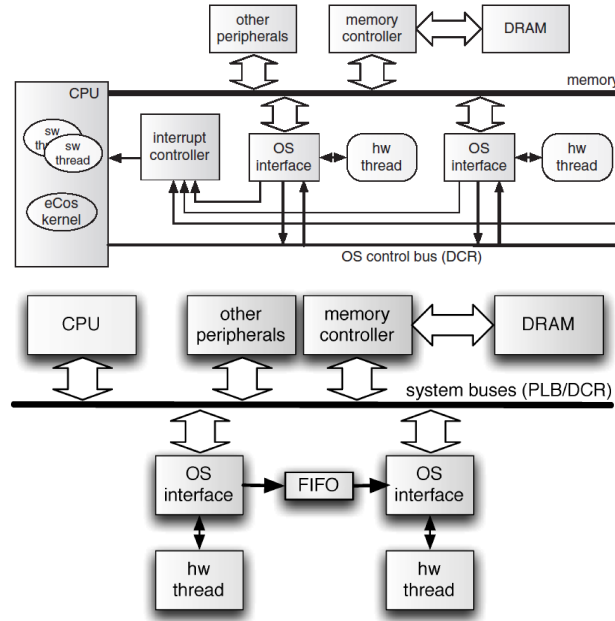 other
peripherals
memory
controller
DRAM
CPU
memory
sw
th
sw
thread
eCos
kernel
interrupt
controller
OS
interface
hw
thread
OS
interface
hw
thread
OS control bus (DCR)
CPU
other
peripherals
memory
controller
DRAM
system buses (PLB/DCR)
OS
interface
FIFO
OS
interface
hw
thread
hw
thread